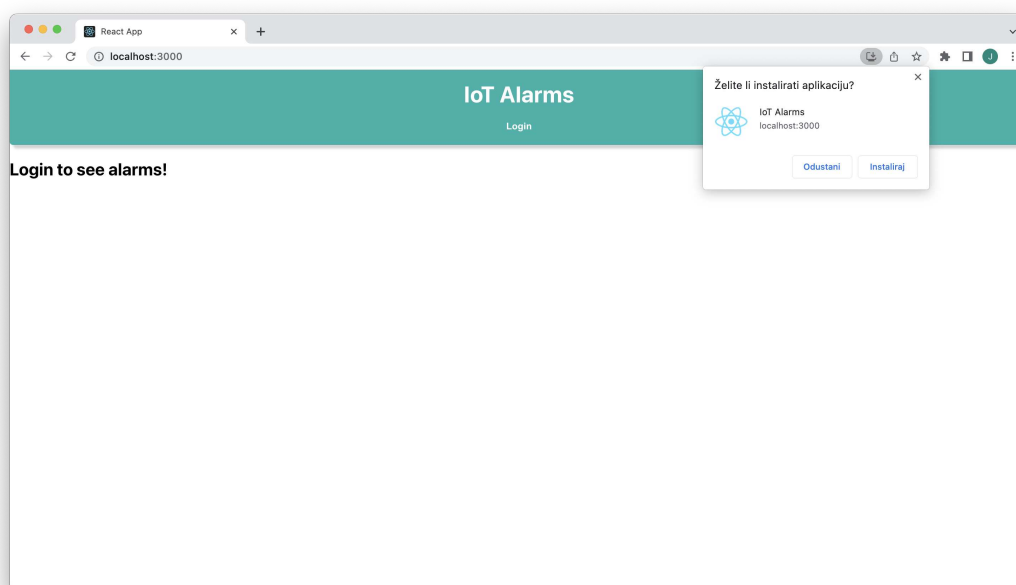 React App
localhost:3000
J
IoT Alarms
Login
Login to see alarms!
Želite li instalirati aplikaciju?
IoT Alarms
localhost:3000
Odustani
Instaliraj